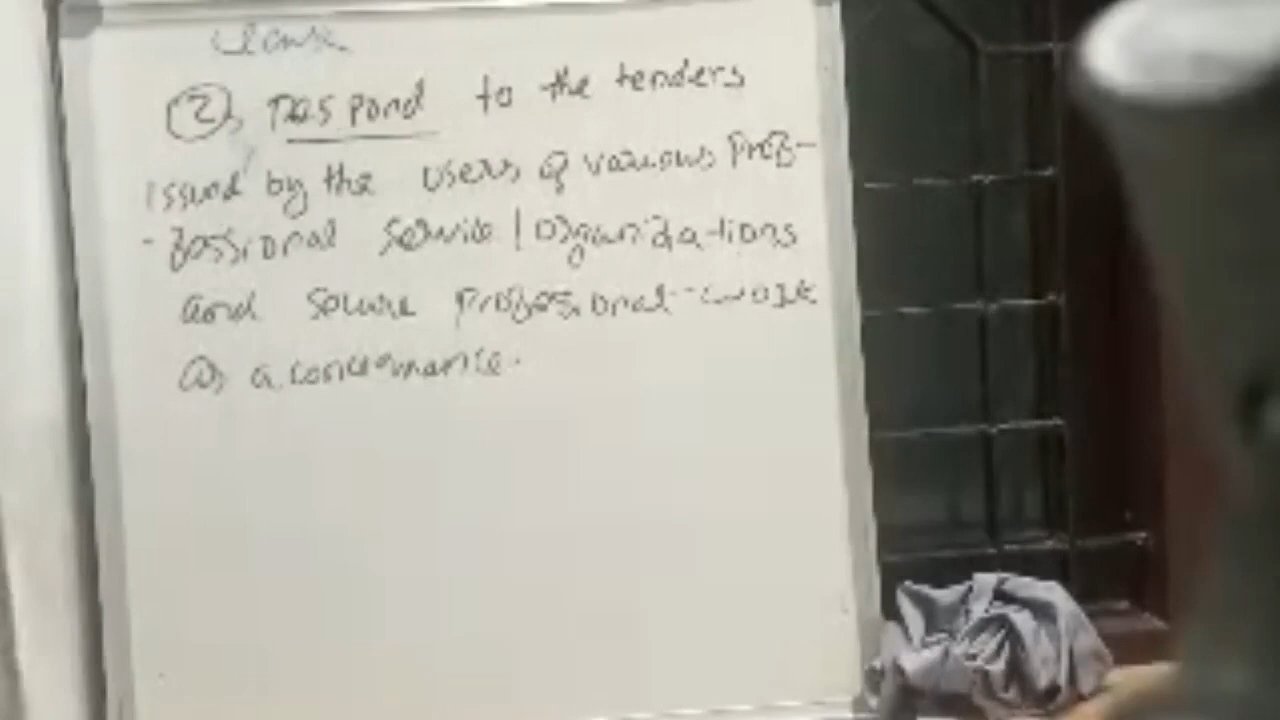 clause
②, respond to the tenders
issued by the users of various prof-
-fessional service / organizations
and secure professional work
as a